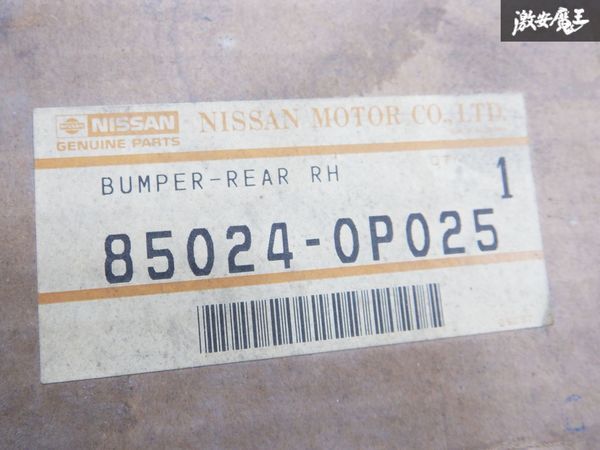 激安魔王
NISSAN NISSAN MOTOR CO., LTD.
GENUINE PARTS
BUMPER-REAR RH 1
85024-0P025